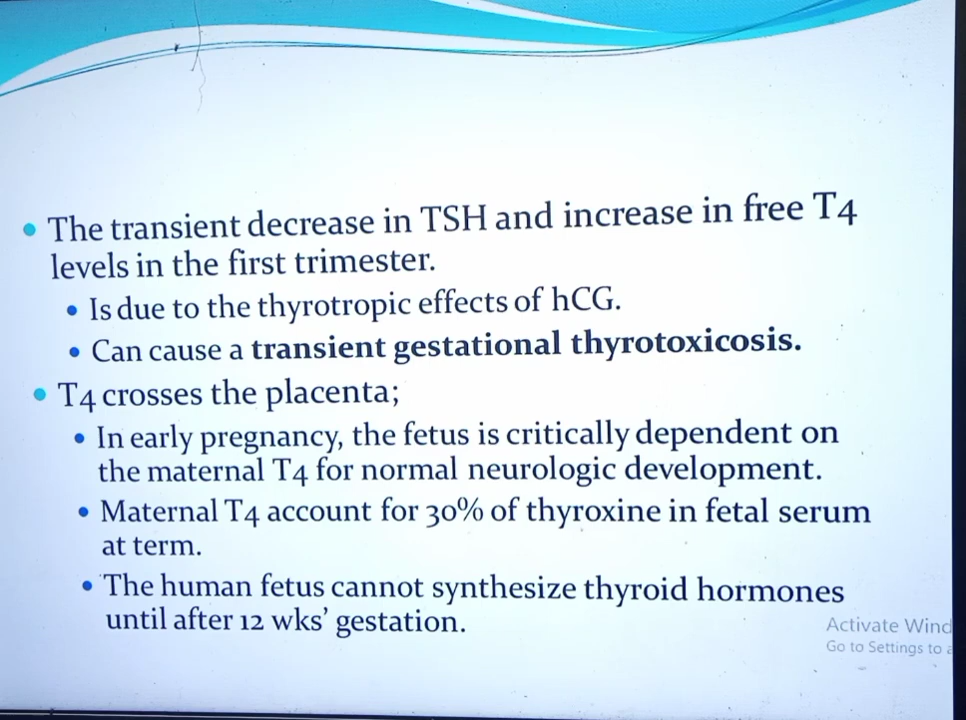 • The transient decrease in TSH and increase in free T4
levels in the first trimester.
• Is due to the thyrotropic effects of hCG.
• Can cause a transient gestational thyrotoxicosis.
• T4 crosses the placenta;
• In early pregnancy, the fetus is critically dependent on
the maternal T4 for normal neurologic development.
• Maternal T4 account for 30% of thyroxine in fetal serum
at term.
• The human fetus cannot synthesize thyroid hormones
until after 12 wks' gestation.
Activate Wind
Go to Settings to a